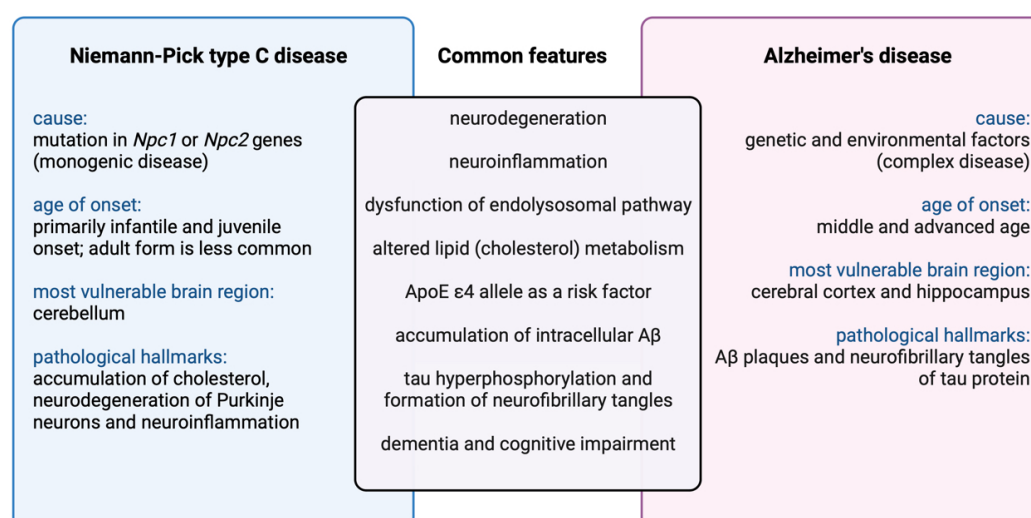 Niemann-Pick type C disease
cause:
mutation in Npc1 or Npc2 genes
(monogenic disease)
age of onset:
primarily infantile and juvenile
onset; adult form is less common
most vulnerable brain region:
cerebellum
pathological hallmarks:
accumulation of cholesterol,
neurodegeneration of Purkinje
neurons and neuroinflammation
Common features
neurodegeneration
neuroinflammation
dysfunction of endolysosomal pathway
altered lipid (cholesterol) metabolism
ApoE ε4 allele as a risk factor
accumulation of intracellular Aβ
tau hyperphosphorylation and
formation of neurofibrillary tangles
dementia and cognitive impairment
Alzheimer's disease
cause:
genetic and environmental factors
(complex disease)
age of onset:
middle and advanced age
most vulnerable brain region:
cerebral cortex and hippocampus
pathological hallmarks:
Aβ plaques and neurofibrillary tangles
of tau protein